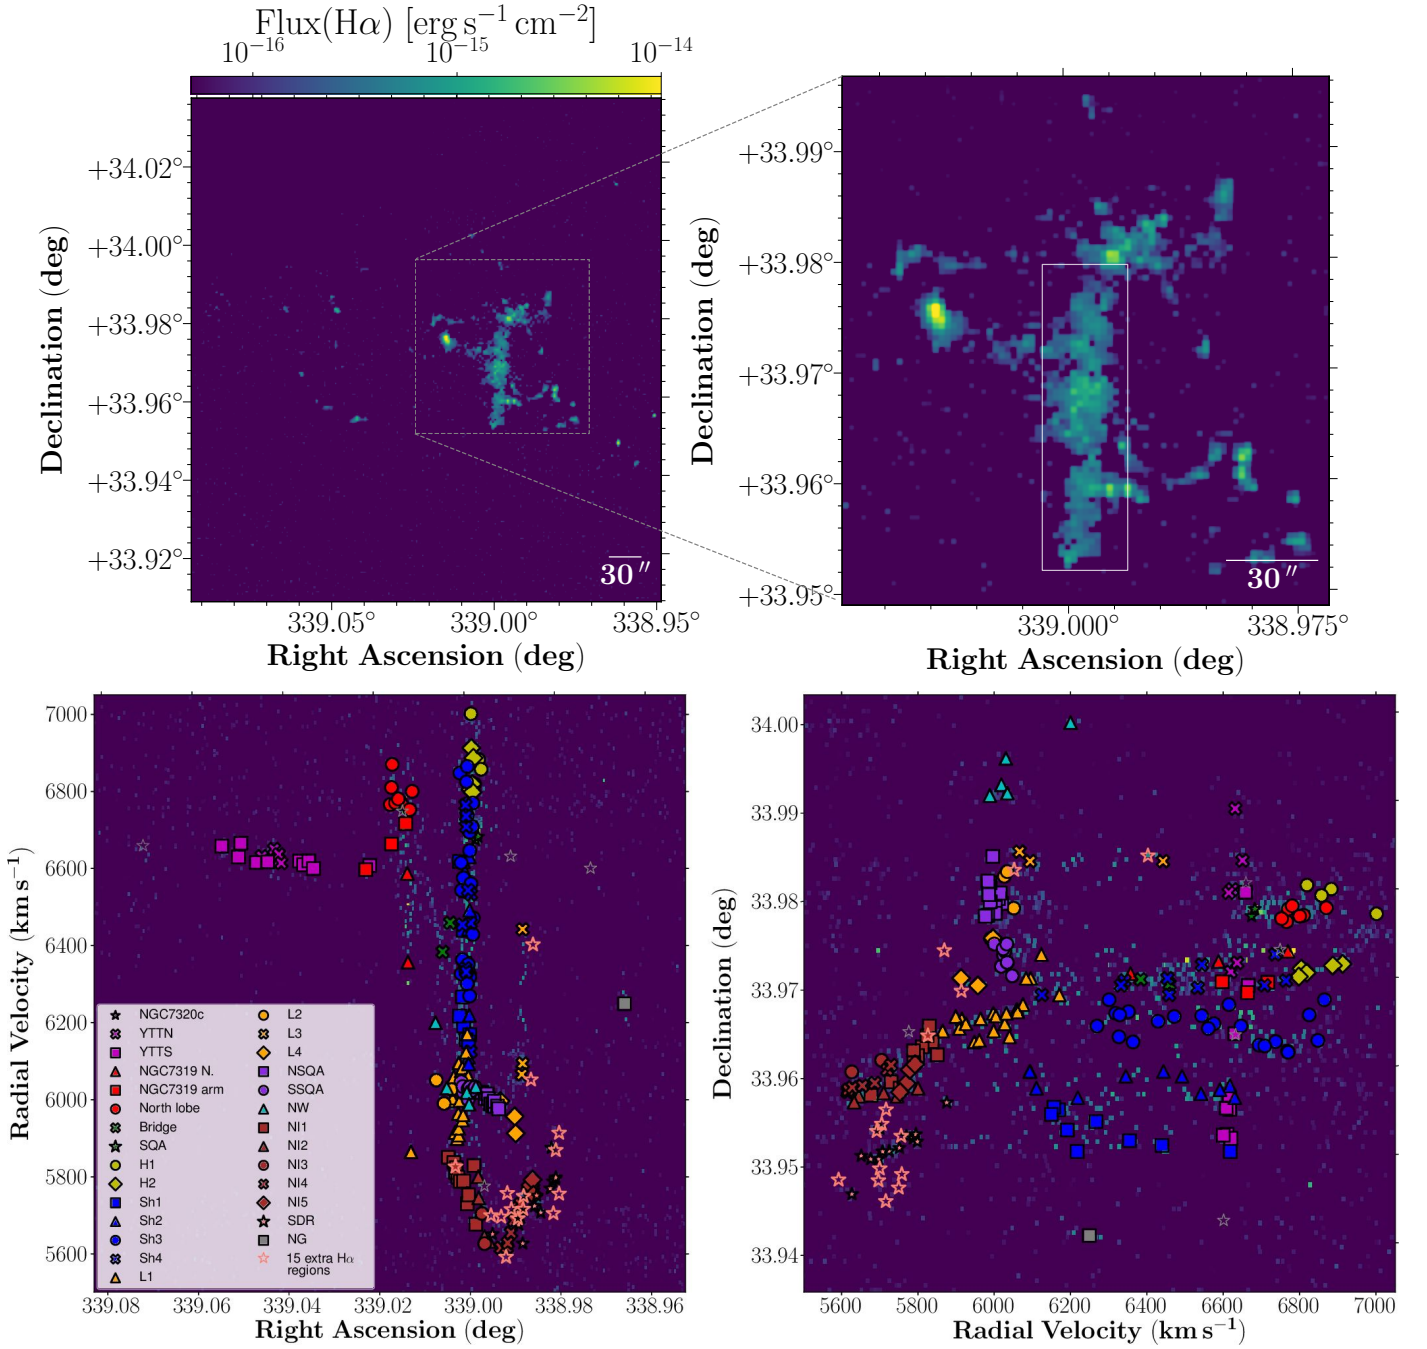 Flux(Hα) [erg s⁻¹ cm⁻²]
10⁻¹⁶ 10⁻¹⁵ 10⁻¹⁴
+34.02°
+34.00°
+33.98°
+33.96°
+33.94°
+33.92°
Declination (deg)
30″
339.05° 339.00° 338.95°
Right Ascension (deg)
+33.99°
+33.98°
+33.97°
+33.96°
+33.95°
Declination (deg)
30″
339.000° 338.975°
Right Ascension (deg)
7000
6800
6600
6400
6200
6000
5800
5600
Radial Velocity (km s⁻¹)
NGC7320c
YTTN
YTTS
NGC7319 N.
NGC7319 arm
North lobe
Bridge
SQA
H1
H2
Sh1
Sh2
Sh3
Sh4
L1
L2
L3
L4
NSQA
SSQA
NW
NI1
NI2
NI3
NI4
NI5
SDR
NG
15 extra Hα
regions
339.08 339.06 339.04 339.02 339.00 338.98 338.96
Right Ascension (deg)
34.00
33.99
33.98
33.97
33.96
33.95
33.94
Declination (deg)
5600 5800 6000 6200 6400 6600 6800 7000
Radial Velocity (km s⁻¹)